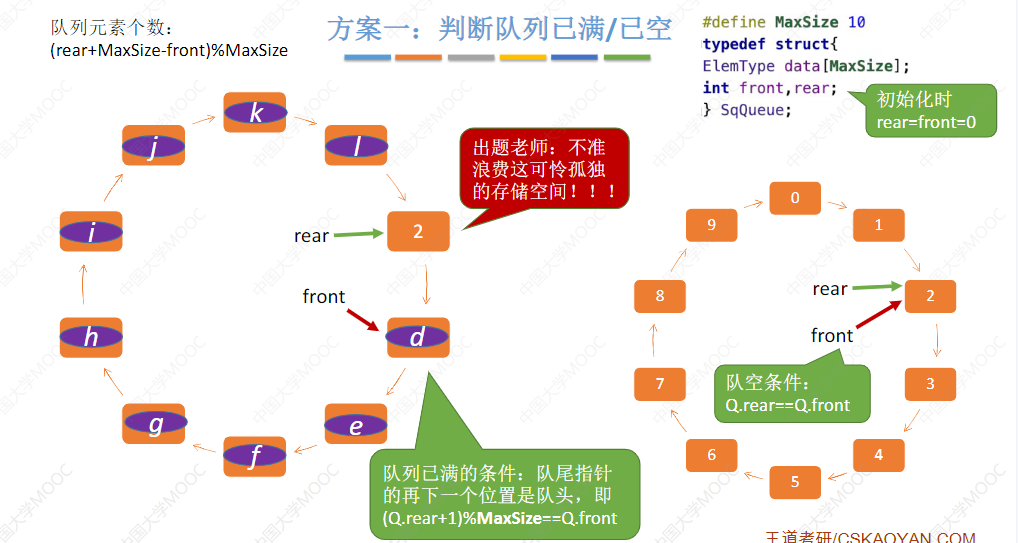 队列元素个数：
(rear+MaxSize-front)%MaxSize
方案一：判断队列已满/已空
#define MaxSize 10
typedef struct{
ElemType data[MaxSize];
int front,rear;
} SqQueue;
初始化时
rear=front=0
k
j
l
i
2
h
d
g
e
f
rear
front
出题老师：不准
浪费这可怜孤独
的存储空间！！！
队列已满的条件：队尾指针
的再下一个位置是队头，即
(Q.rear+1)%MaxSize==Q.front
0
9
1
8
2
7
3
6
4
5
rear
front
队空条件：
Q.rear==Q.front
王道考研/CSKAOYAN.COM
中国大学MOOC